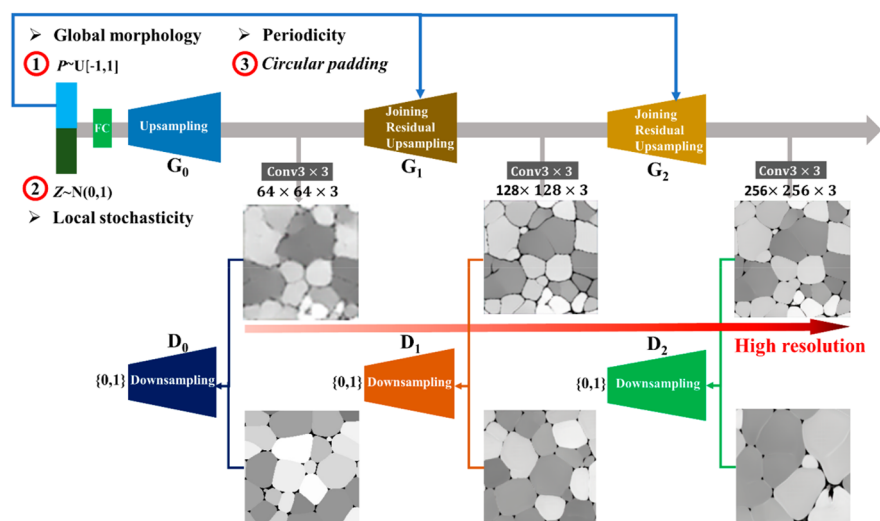 ➢ Global morphology
➢ Periodicity
1 P~U[-1,1]
3 Circular padding
FC
Upsampling
Joining
Residual
Upsampling
Joining
Residual
Upsampling
G₀
G₁
G₂
Conv3 × 3
Conv3 × 3
Conv3 × 3
2 Z~N(0,1)
64 × 64 × 3
128× 128 × 3
256× 256 × 3
➢ Local stochasticity
D₀
D₁
D₂
High resolution
{0,1}
Downsampling
{0,1}
Downsampling
{0,1}
Downsampling